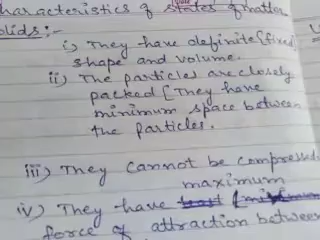 characteristics of states of matter
olids:-
i) They have definite [fixed]
shape and volume.
ii) The particles are closely
packed [They have
minimum space between
the particles.
iii) They cannot be compressed.
maximum
iv) They have
force of attraction between